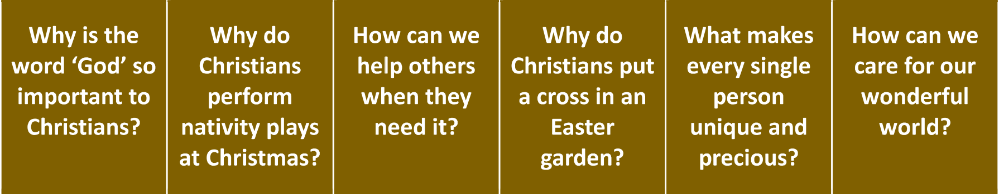 Why is the
word ‘God’ so
important to
Christians?
Why do
Christians
perform
nativity plays
at Christmas?
How can we
help others
when they
need it?
Why do
Christians put
a cross in an
Easter
garden?
What makes
every single
person
unique and
precious?
How can we
care for our
wonderful
world?